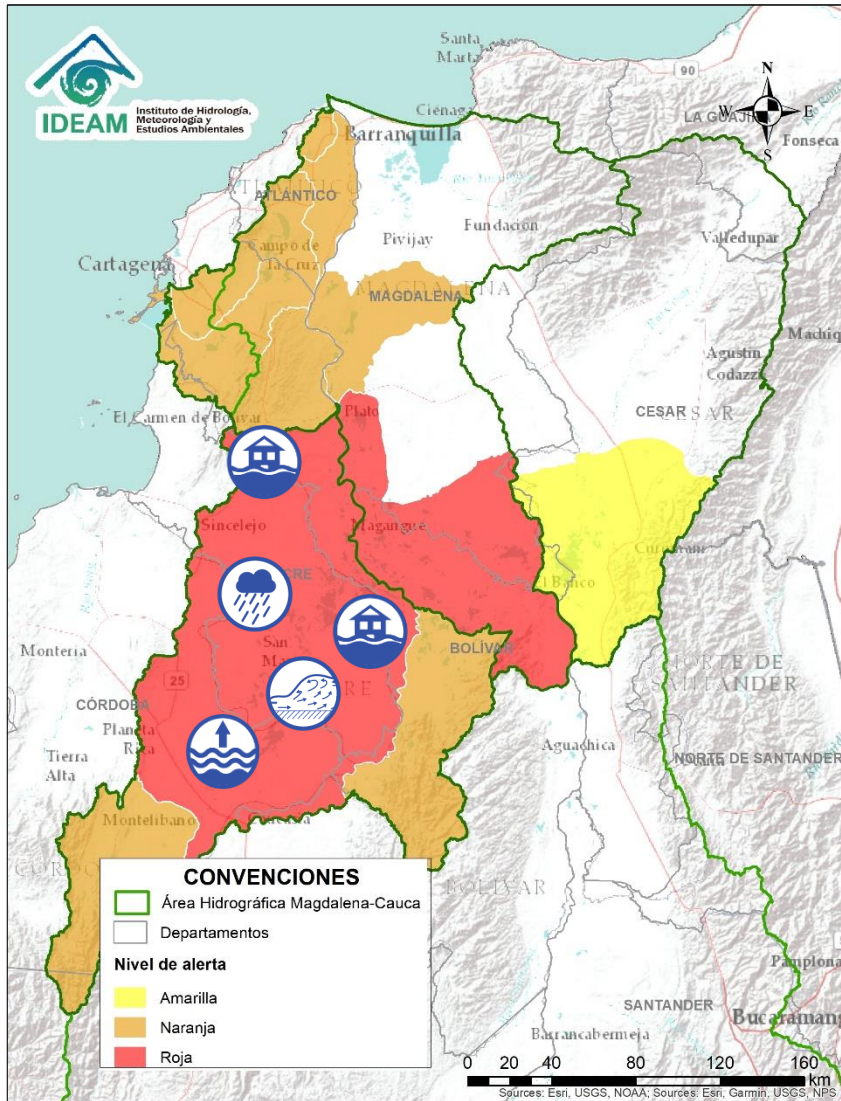 IDEAM
Instituto de Hidrología,
Meteorología y
Estudios Ambientales
Santa
Marta
90
N
W
E
S
LA GUAJI
Ciénaga
Barranquilla
Fonseca
ATLÁNTICO
Pivijay
Fundación
Valledupar
Campo de
la Cruz
Cartagena
MAGDALENA
Agustín
Codazzi
El Carmen de Bolívar
Plato
CESAR
Sincelejo
Magangué
El Banco
San
BOLÍVAR
Montería
25
CÓRDOBA
Planeta
Rica
NORTE DE
SANTANDER
Tierra
Alta
Aguachica
NORTE DE SANTANDER
Montelíbano
BOLÍVAR
CONVENCIONES
Área Hidrográfica Magdalena-Cauca
Departamentos
Nivel de alerta
Amarilla
Naranja
Roja
Pamplona
SANTANDER
Bucaramang
Barrancabermeja
0 20 40 80 120 160
km
Sources: Esri, USGS, NOAA; Sources: Esri, Garmin, USGS, NPS